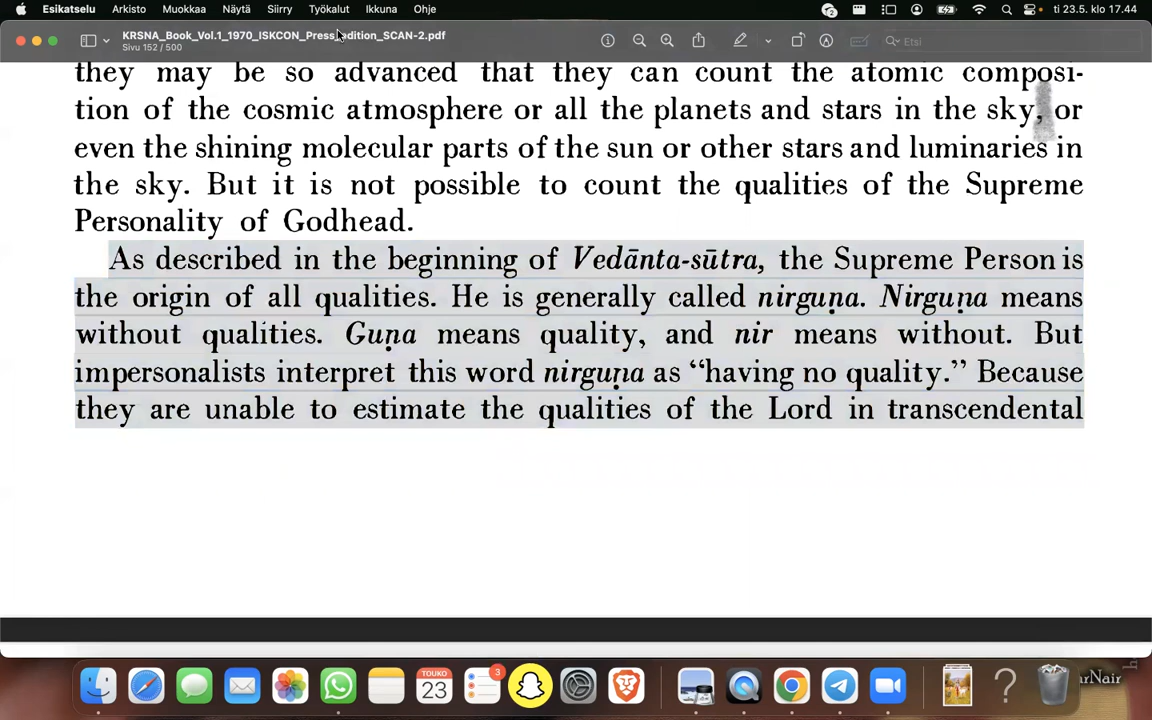 Esikatselu Arkisto Muokkaa Näytä Siirry Työkalut Ikkuna Ohje ti 23.5. klo 17.44
KRSNA_Book_Vol.1_1970_ISKCON_Press_edition_SCAN-2.pdf
Sivu 152 / 500
Etsi
they may be so advanced that they can count the atomic composi-
tion of the cosmic atmosphere or all the planets and stars in the sky, or
even the shining molecular parts of the sun or other stars and luminaries in
the sky. But it is not possible to count the qualities of the Supreme
Personality of Godhead.
As described in the beginning of Vedānta-sūtra, the Supreme Person is
the origin of all qualities. He is generally called nirguṇa. Nirguṇa means
without qualities. Guṇa means quality, and nir means without. But
impersonalists interpret this word nirguṇa as “having no quality.” Because
they are unable to estimate the qualities of the Lord in transcendental
TOUKO
23
3